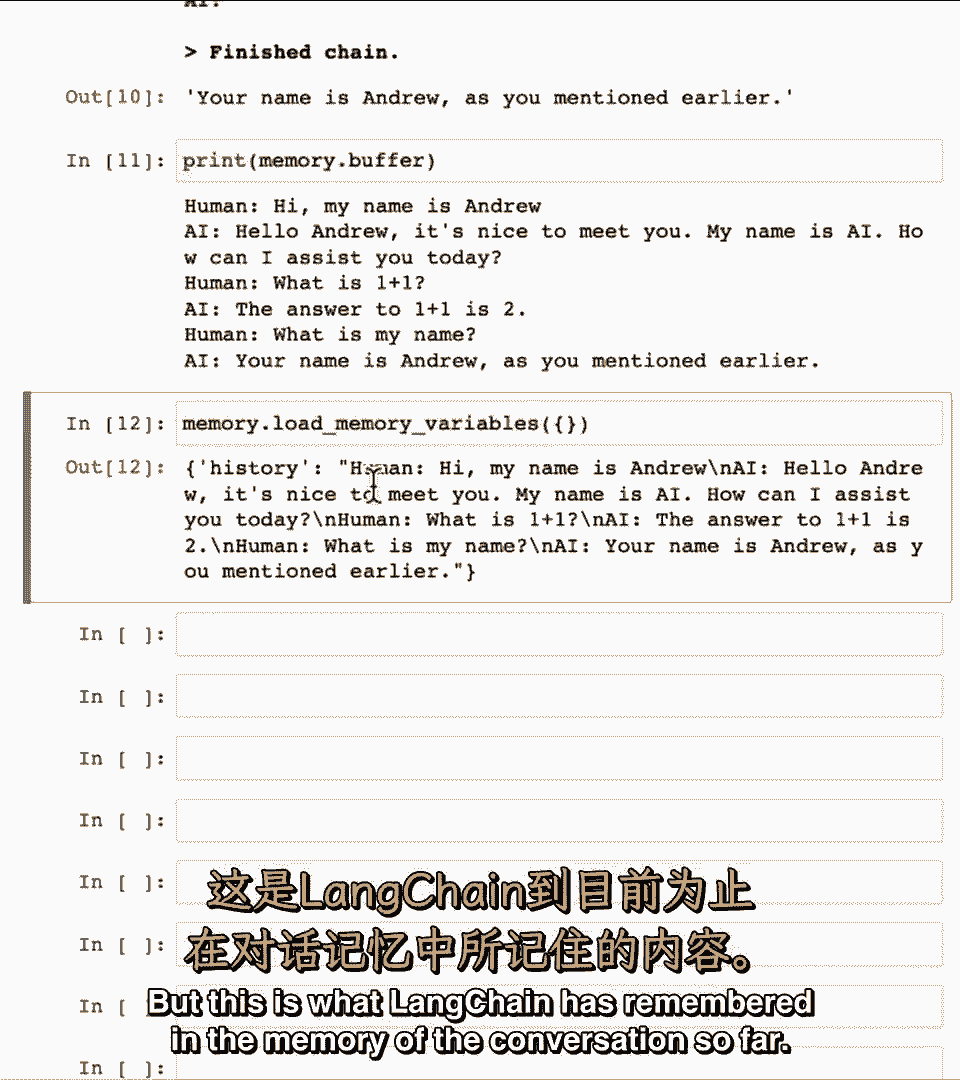 AI:
> Finished chain.
Out[10]: 'Your name is Andrew, as you mentioned earlier.'
In [11]: print(memory.buffer)
Human: Hi, my name is Andrew
AI: Hello Andrew, it's nice to meet you. My name is AI. Ho
w can I assist you today?
Human: What is 1+1?
AI: The answer to 1+1 is 2.
Human: What is my name?
AI: Your name is Andrew, as you mentioned earlier.
In [12]: memory.load_memory_variables({})
Out[12]: {'history': "Human: Hi, my name is Andrew\nAI: Hello Andre
w, it's nice to meet you. My name is AI. How can I assist
you today?\nHuman: What is 1+1?\nAI: The answer to 1+1 is
2.\nHuman: What is my name?\nAI: Your name is Andrew, as y
ou mentioned earlier."}
In [ ]:
In [ ]:
In [ ]:
In [ ]:
In [ ]:
这是LangChain到目前为止
In [ ]:
在对话记忆中所记住的内容。
In [ ]:
But this is what LangChain has remembered
in the memory of the conversation so far.
In [ ]: